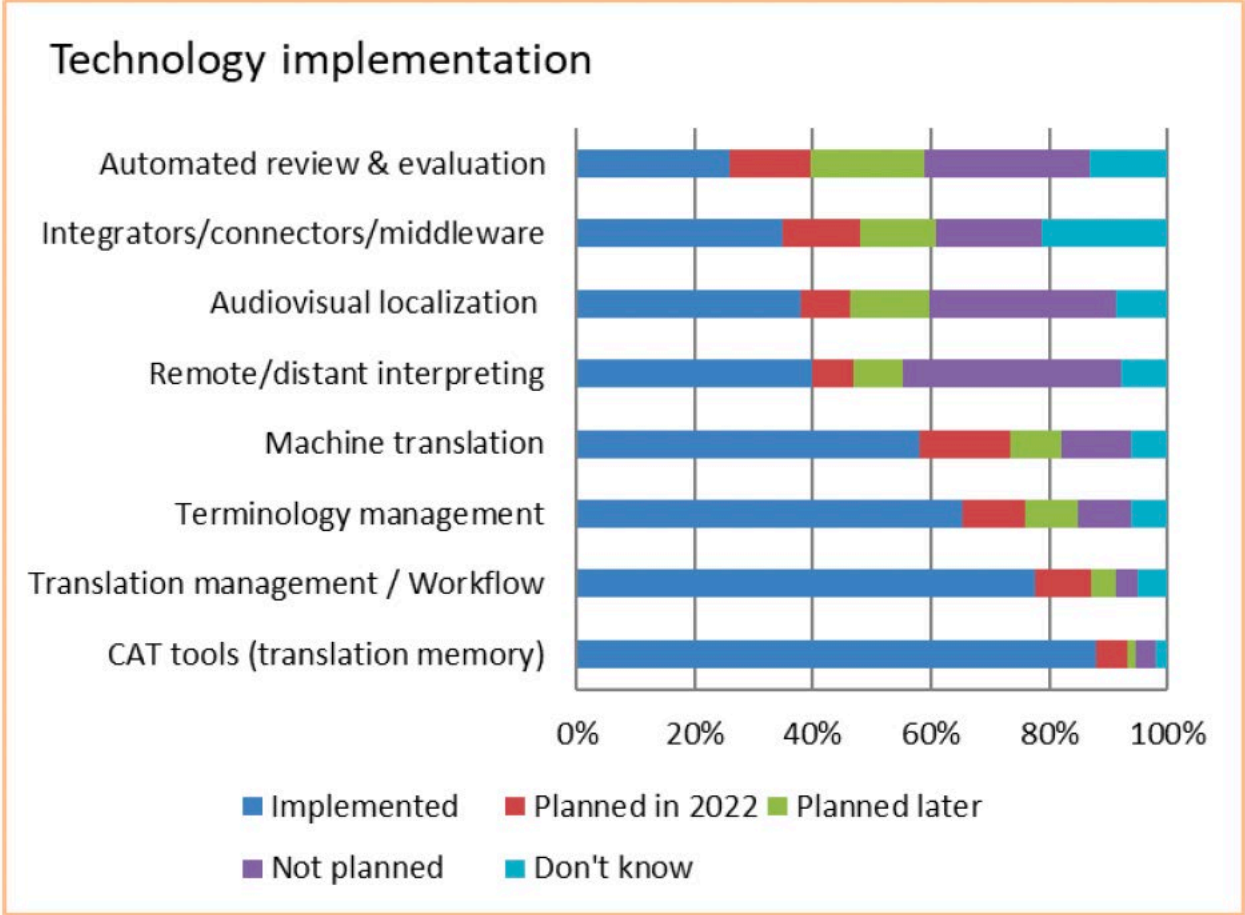 Technology implementation
Automated review & evaluation
Integrators/connectors/middleware
Audiovisual localization
Remote/distant interpreting
Machine translation
Terminology management
Translation management / Workflow
CAT tools (translation memory)
0% 20% 40% 60% 80% 100%
Implemented Planned in 2022 Planned later
Not planned Don't know